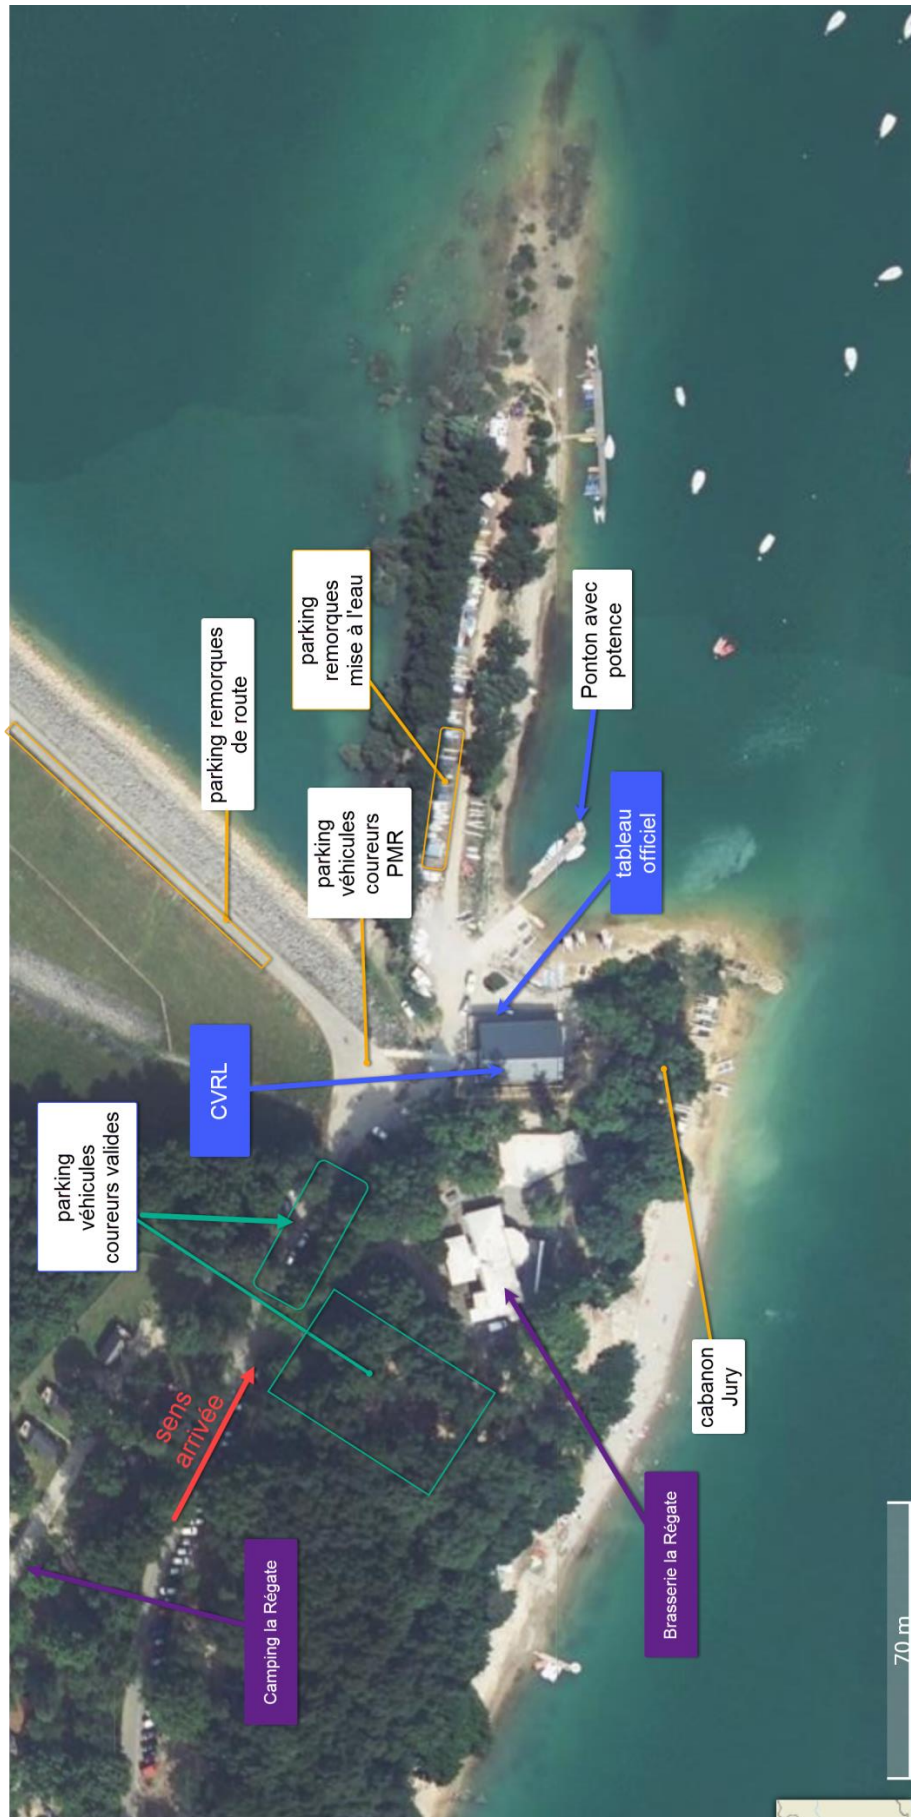 Camping la Régate
sens
arrivée
parking
véhicules
coureurs valides
CVRL
parking remorques
de route
parking
véhicules
coureurs
PMR
parking
remorques
mise à l'eau
Ponton avec
potence
tableau
officiel
cabanon
Jury
Brasserie la Régate
70 m